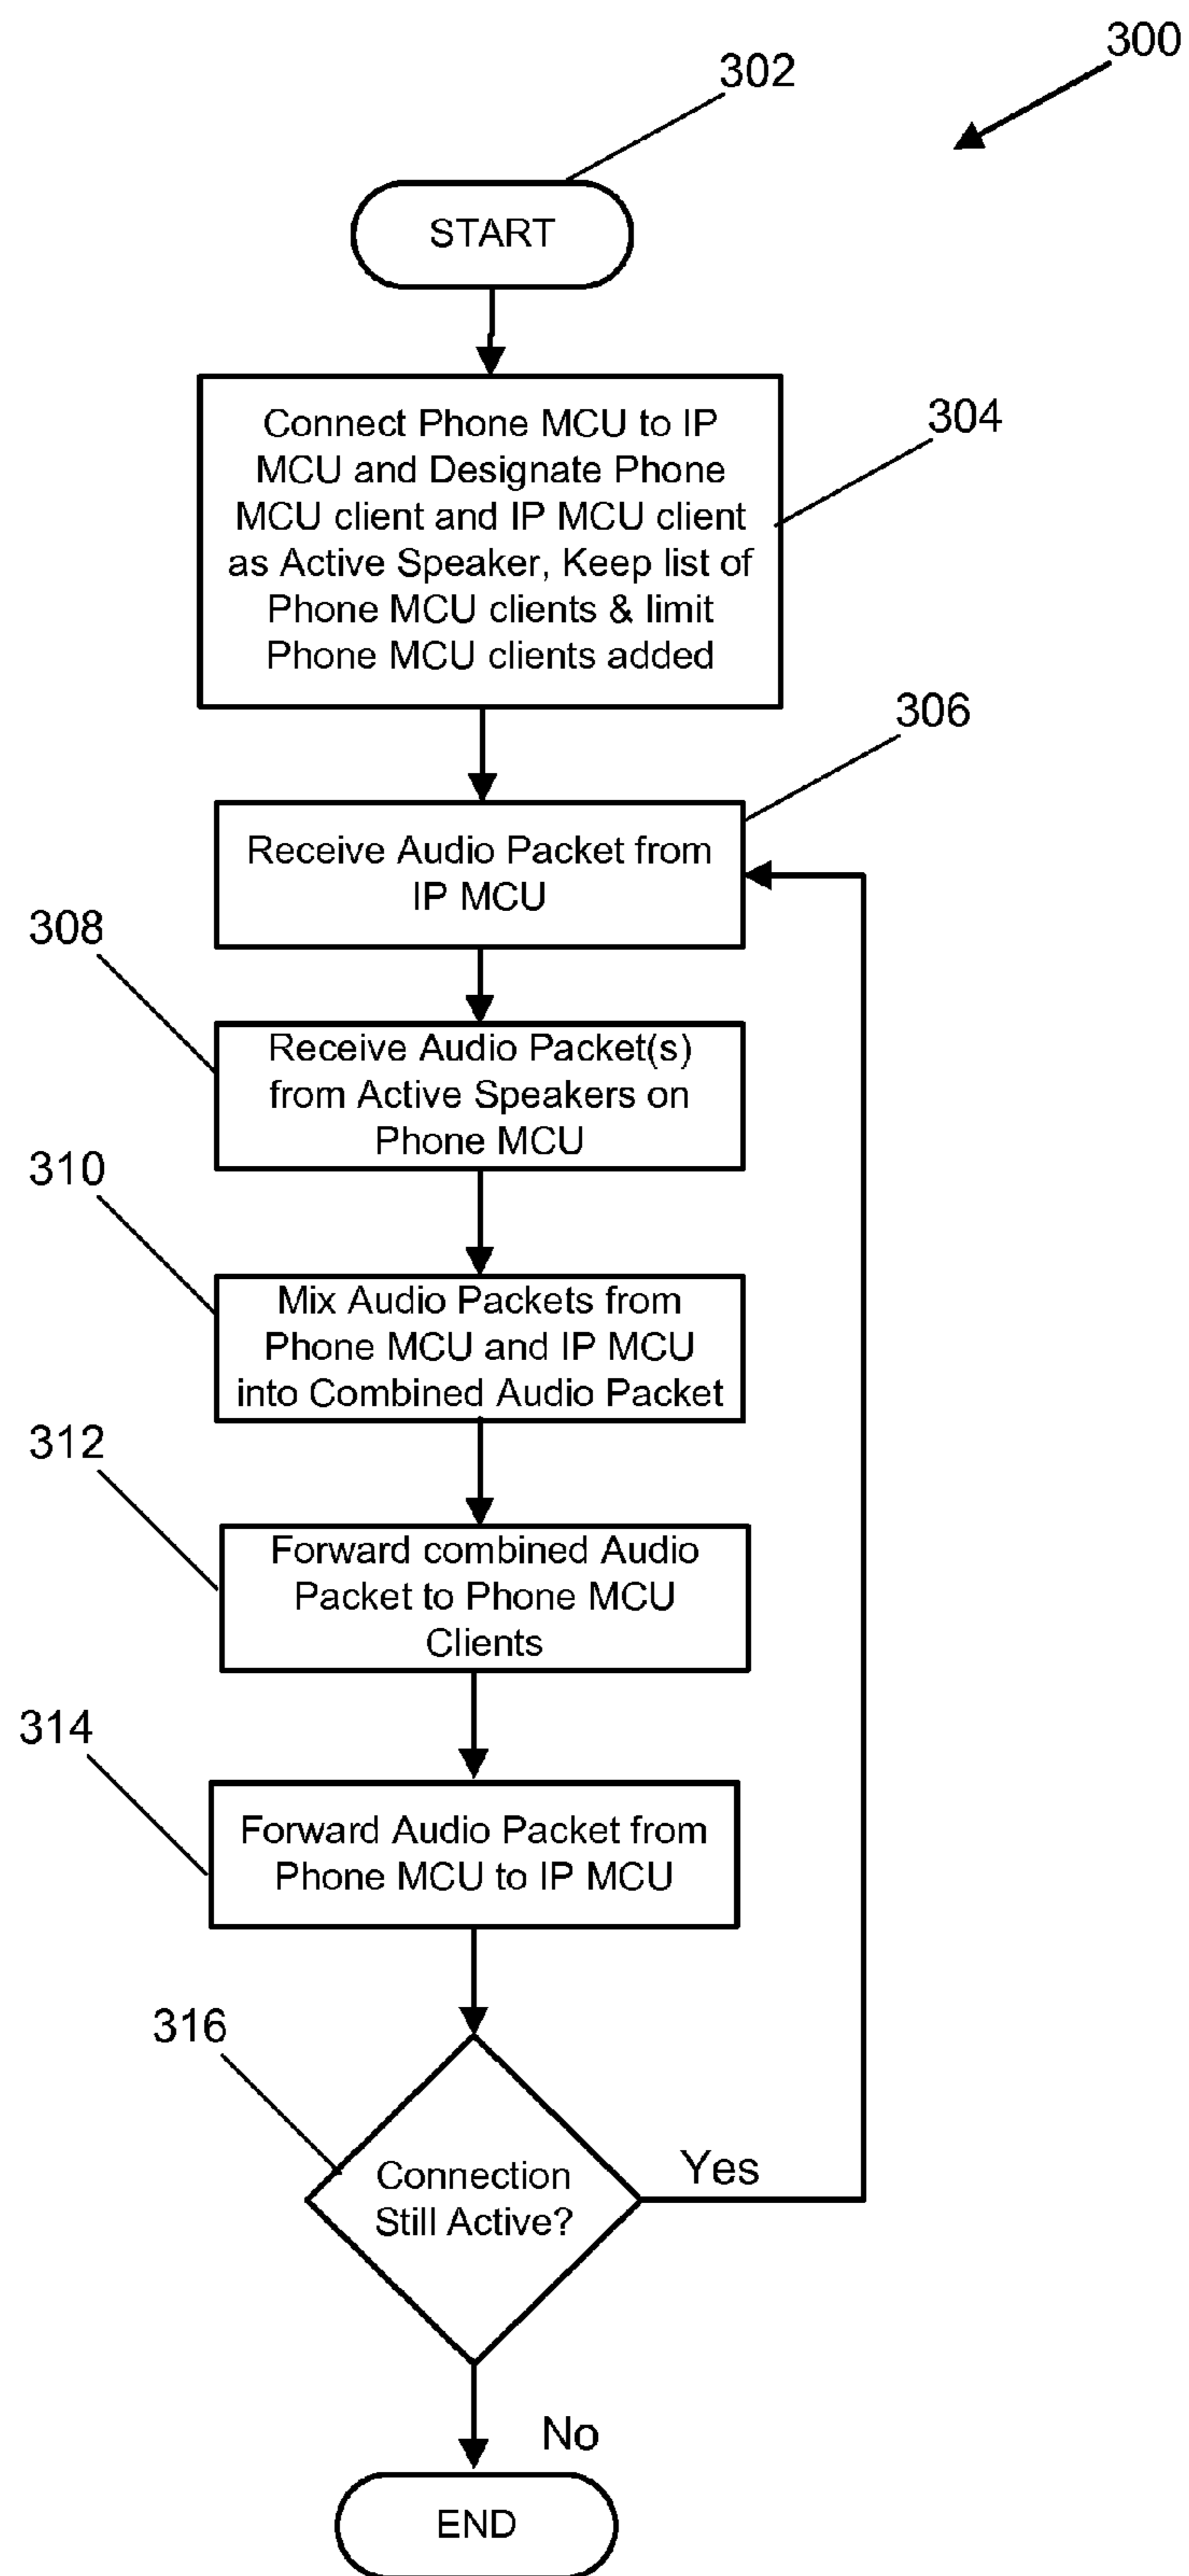 300
302
START
Connect Phone MCU to IP
MCU and Designate Phone
MCU client and IP MCU client
as Active Speaker, Keep list of
Phone MCU clients & limit
Phone MCU clients added
304
306
Receive Audio Packet from
IP MCU
308
Receive Audio Packet(s)
from Active Speakers on
Phone MCU
310
Mix Audio Packets from
Phone MCU and IP MCU
into Combined Audio Packet
312
Forward combined Audio
Packet to Phone MCU
Clients
314
Forward Audio Packet from
Phone MCU to IP MCU
316
Connection
Still Active?
Yes
No
END